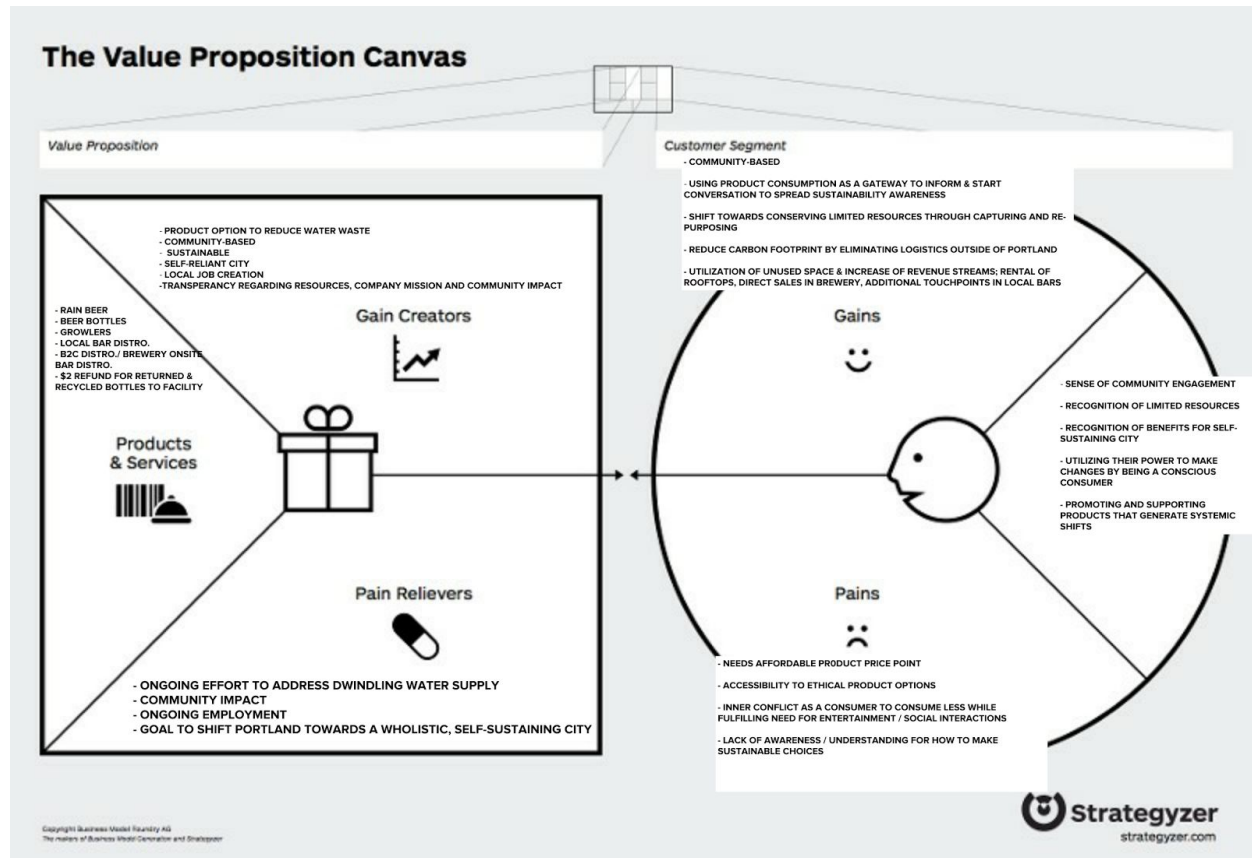 The Value Proposition Canvas
Value Proposition
- PRODUCT OPTION TO REDUCE WATER WASTE
- COMMUNITY-BASED
- SUSTAINABLE
- SELF-RELIANT CITY
- LOCAL JOB CREATION
-TRANSPERANCY REGARDING RESOURCES, COMPANY MISSION AND COMMUNITY IMPACT
Gain Creators
- RAIN BEER
- BEER BOTTLES
- GROWLERS
- LOCAL BAR DISTRO.
- B2C DISTRO./ BREWERY ONSITE
BAR DISTRO.
- $2 REFUND FOR RETURNED &
RECYCLED BOTTLES TO FACILITY
Products
& Services
Pain Relievers
- ONGOING EFFORT TO ADDRESS DWINDLING WATER SUPPLY
- COMMUNITY IMPACT
- ONGOING EMPLOYMENT
- GOAL TO SHIFT PORTLAND TOWARDS A WHOLISTIC, SELF-SUSTAINING CITY
Customer Segment
- COMMUNITY-BASED
- USING PRODUCT CONSUMPTION AS A GATEWAY TO INFORM & START
CONVERSATION TO SPREAD SUSTAINABILITY AWARENESS
- SHIFT TOWARDS CONSERVING LIMITED RESOURCES THROUGH CAPTURING AND RE-
PURPOSING
- REDUCE CARBON FOOTPRINT BY ELIMINATING LOGISTICS OUTSIDE OF PORTLAND
- UTILIZATION OF UNUSED SPACE & INCREASE OF REVENUE STREAMS; RENTAL OF
ROOFTOPS, DIRECT SALES IN BREWERY, ADDITIONAL TOUCHPOINTS IN LOCAL BARS
Gains
- SENSE OF COMMUNITY ENGAGEMENT
- RECOGNITION OF LIMITED RESOURCES
- RECOGNITION OF BENEFITS FOR SELF-
SUSTAINING CITY
- UTILIZING THEIR POWER TO MAKE
CHANGES BY BEING A CONSCIOUS
CONSUMER
- PROMOTING AND SUPPORTING
PRODUCTS THAT GENERATE SYSTEMIC
SHIFTS
Pains
- NEEDS AFFORDABLE PRODUCT PRICE POINT
- ACCESSIBILITY TO ETHICAL PRODUCT OPTIONS
- INNER CONFLICT AS A CONSUMER TO CONSUME LESS WHILE
FULFILLING NEED FOR ENTERTAINMENT / SOCIAL INTERACTIONS
- LACK OF AWARENESS / UNDERSTANDING FOR HOW TO MAKE
SUSTAINABLE CHOICES
Copyright Business Model Foundry AG
The makers of Business Model Generation and Strategyzer
Strategyzer
strategyzer.com